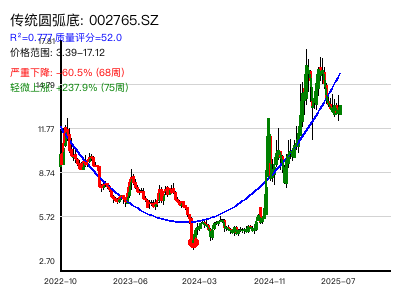 传统圆弧底: 002765.SZ
R²=0.777,质量评分=52.0
价格范围: 3.39-17.12
严重下降: -60.5% (68周)
轻微上涨: +237.9% (75周)
11.77
8.74
5.72
2.70
2022-10
2023-06
2024-03
2024-11
2025-07